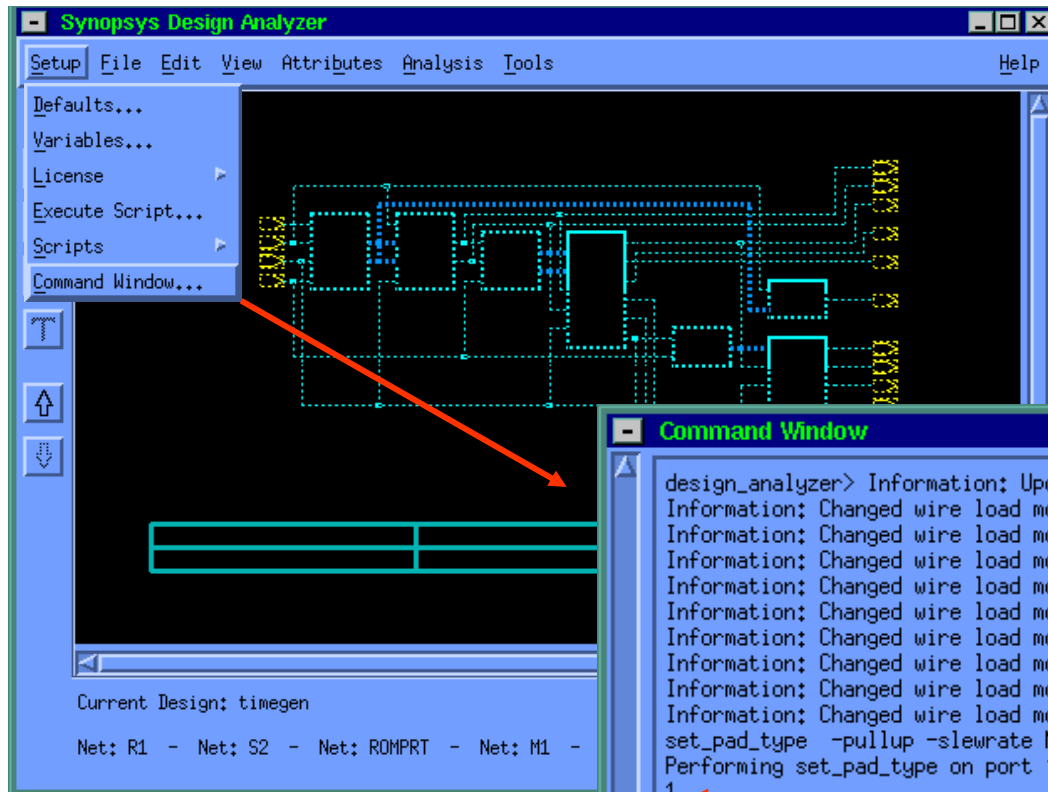 Synopsys Design Analyzer
Setup File Edit View Attributes Analysis Tools Help
Defaults...
Variables...
License
Execute Script...
Scripts
Command Window...
Command Window
design_analyzer> Information:
Information: Changed wire load
Information: Changed wire load
Information: Changed wire load
Information: Changed wire load
Information: Changed wire load
Information: Changed wire load
Information: Changed wire load
Information: Changed wire load
Information: Changed wire load
set_pad_type -pullup -slewrate
Performing set_pad_type on port
1
Current Design: timegen
Net: R1 - Net: S2 - Net: ROMPRT - Net: M1 -